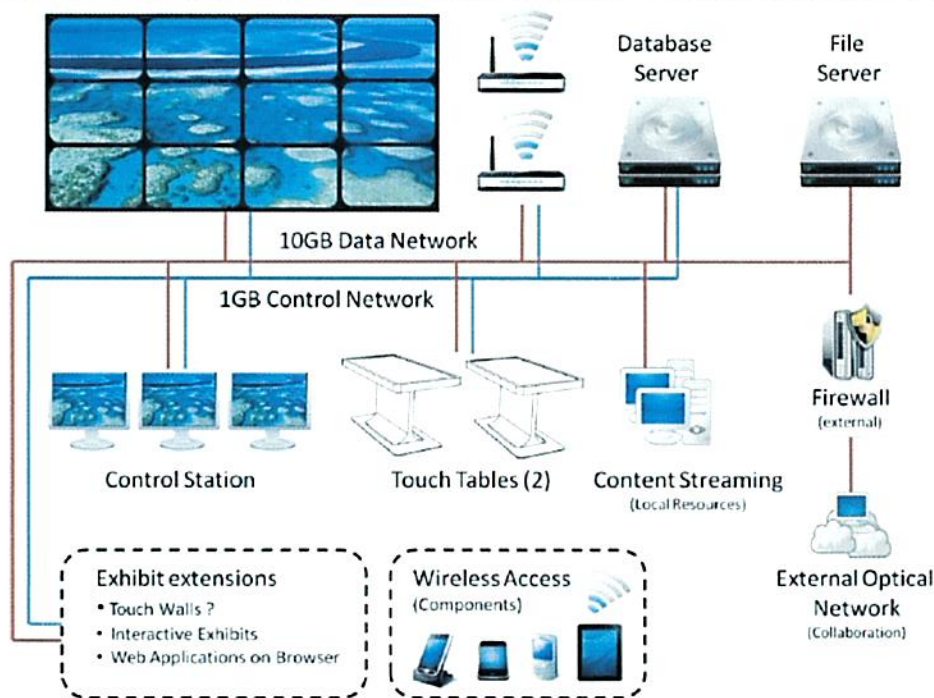 Database
Server
File
Server
10GB Data Network
1GB Control Network
Control Station
Touch Tables (2)
Content Streaming
(Local Resources)
Firewall
(external)
External Optical
Network
(Collaboration)
Exhibit extensions
• Touch Walls ?
• Interactive Exhibits
• Web Applications on Browser
Wireless Access
(Components)